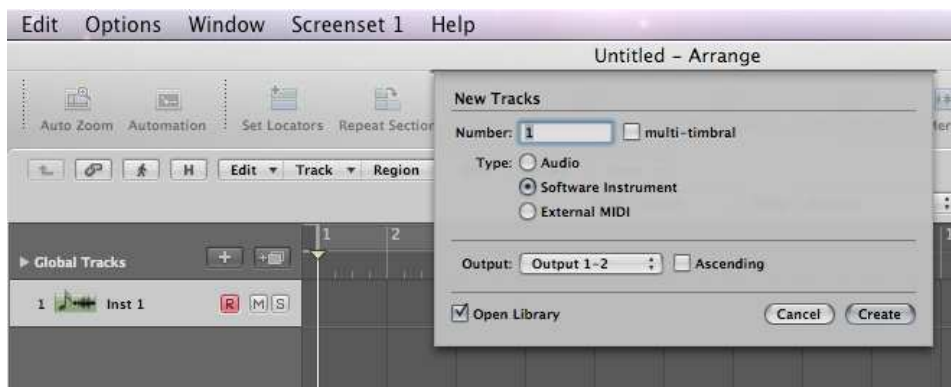 Edit Options Window Screenset 1 Help
Untitled – Arrange
Auto Zoom Automation Set Locators Repeat Section
New Tracks
Number: 1 multi-timbral
Type: Audio
Software Instrument
External MIDI
Edit Track Region
H
1 2
Global Tracks
Output: Output 1-2 Ascending
1 Inst 1 R M S
Open Library Cancel Create